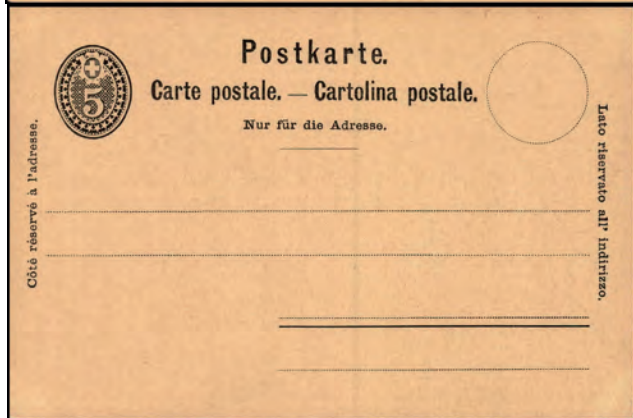 5
Postkarte.
Carte postale. — Cartolina postale.
Nur für die Adresse.
Côté réservé à l'adresse.
Lato riservato all' indirizzo.